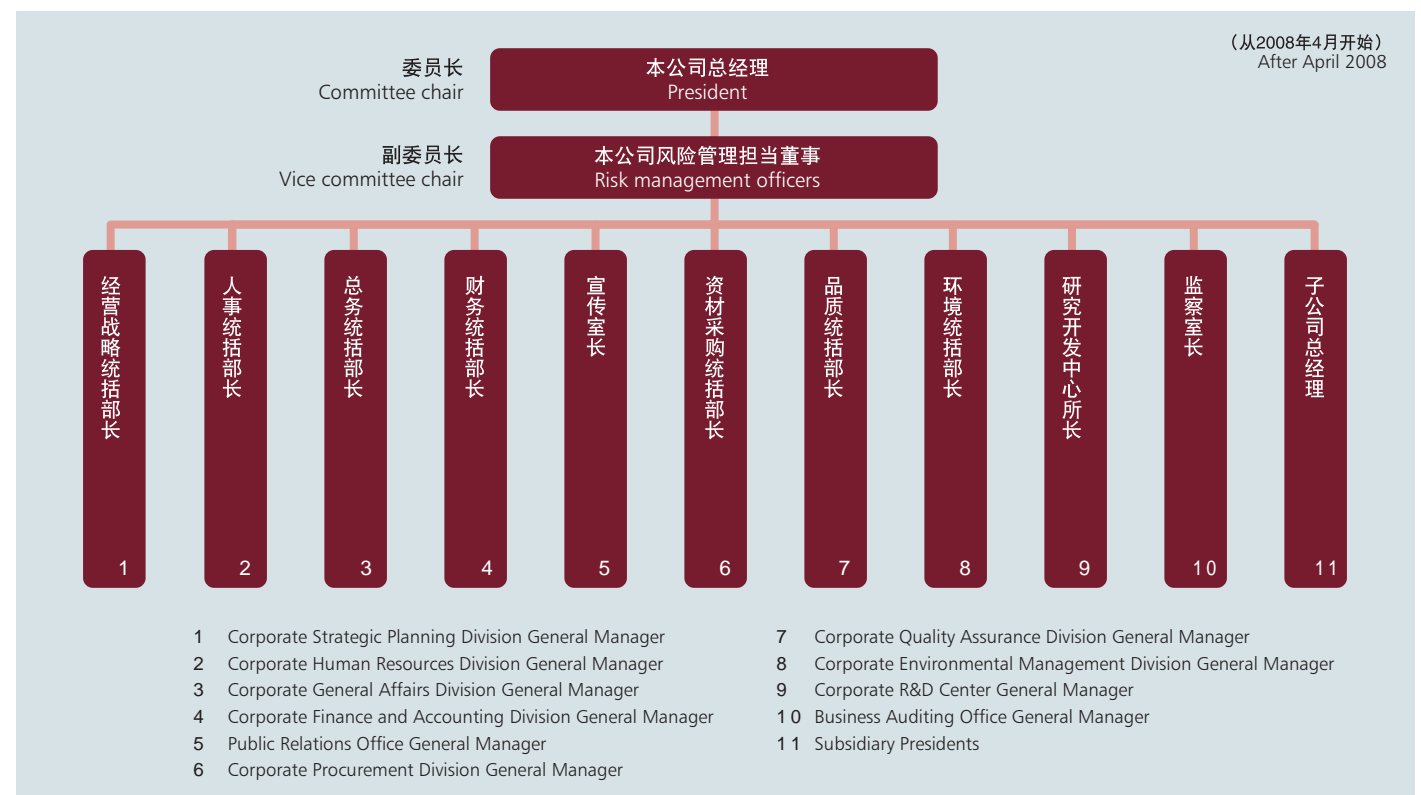 (从2008年4月开始)
After April 2008
委员长
Committee chair
本公司总经理
President
副委员长
Vice committee chair
本公司风险管理担当董事
Risk management officers
经营战略统括部长
1
人事统括部长
2
总务统括部长
3
财务统括部长
4
宣传室长
5
资材采购统括部长
6
品质统括部长
7
环境统括部长
8
研究开发中心所长
9
监察室长
10
子公司总经理
11
1 Corporate Strategic Planning Division General Manager
2 Corporate Human Resources Division General Manager
3 Corporate General Affairs Division General Manager
4 Corporate Finance and Accounting Division General Manager
5 Public Relations Office General Manager
6 Corporate Procurement Division General Manager
7 Corporate Quality Assurance Division General Manager
8 Corporate Environmental Management Division General Manager
9 Corporate R&D Center General Manager
10 Business Auditing Office General Manager
11 Subsidiary Presidents